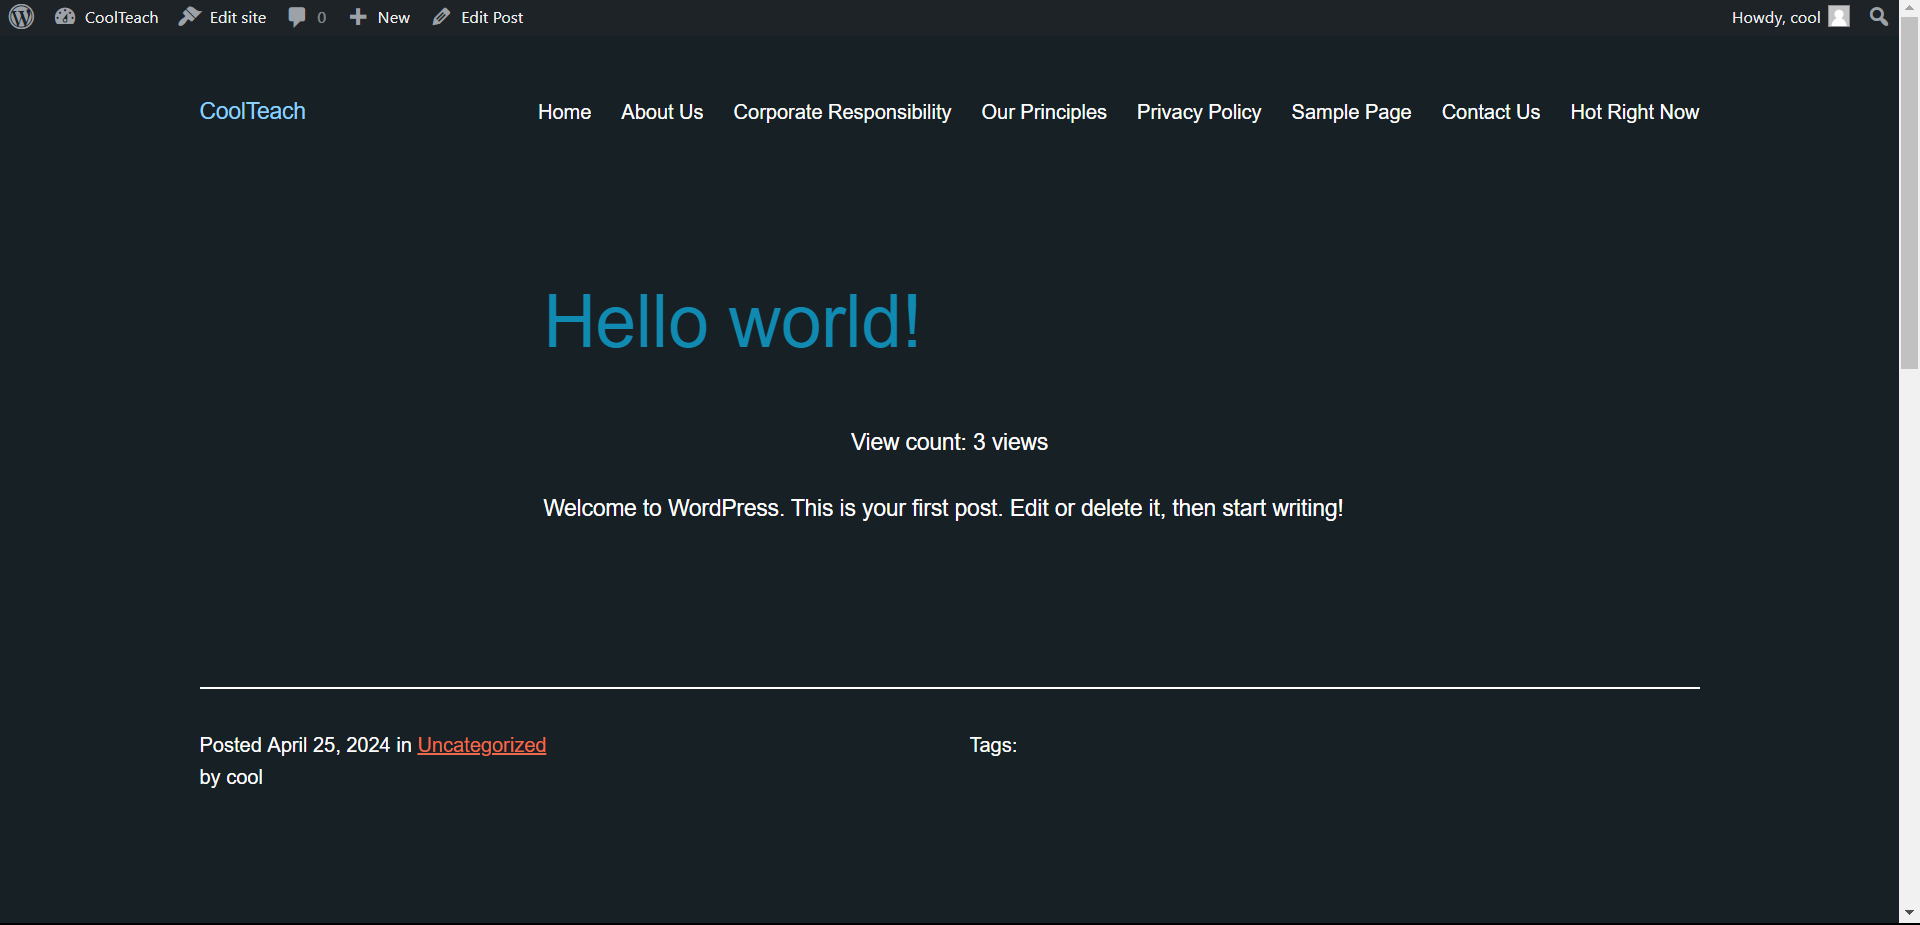 CoolTeach Edit site 0 New Edit Post Howdy, cool
CoolTeach Home About Us Corporate Responsibility Our Principles Privacy Policy Sample Page Contact Us Hot Right Now
Hello world!
View count: 3 views
Welcome to WordPress. This is your first post. Edit or delete it, then start writing!
Posted April 25, 2024 in Uncategorized
by cool
Tags: